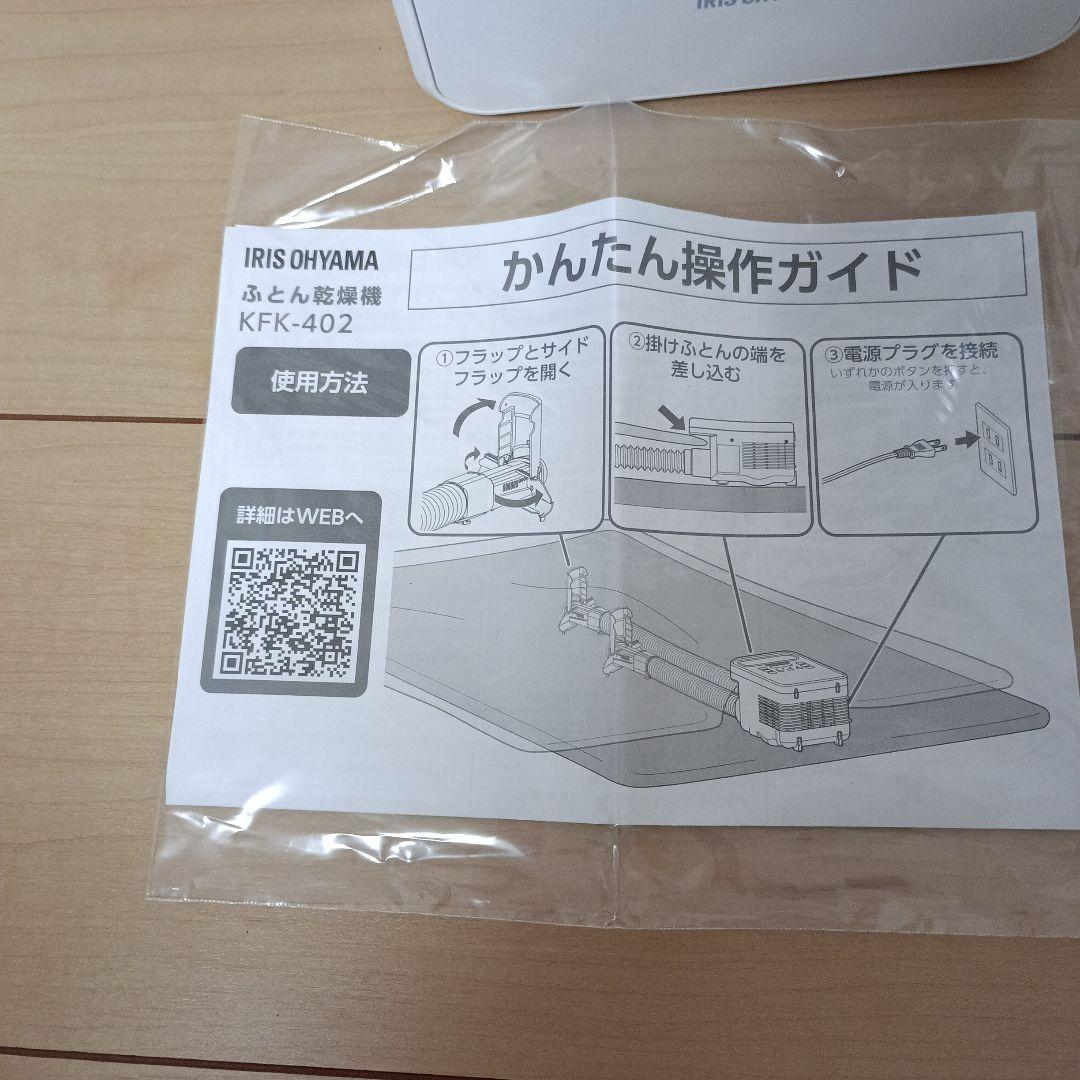 IRIS OHYAMA
IRIS OHYAMA
ふとん乾燥機
KFK-402
かんたん操作ガイド
使用方法
①フラップとサイド
フラップを開く
②掛けふとんの端を
差し込む
③電源プラグを接続
いずれかのボタンを押すと、
電源が入ります
詳細はWEBへ